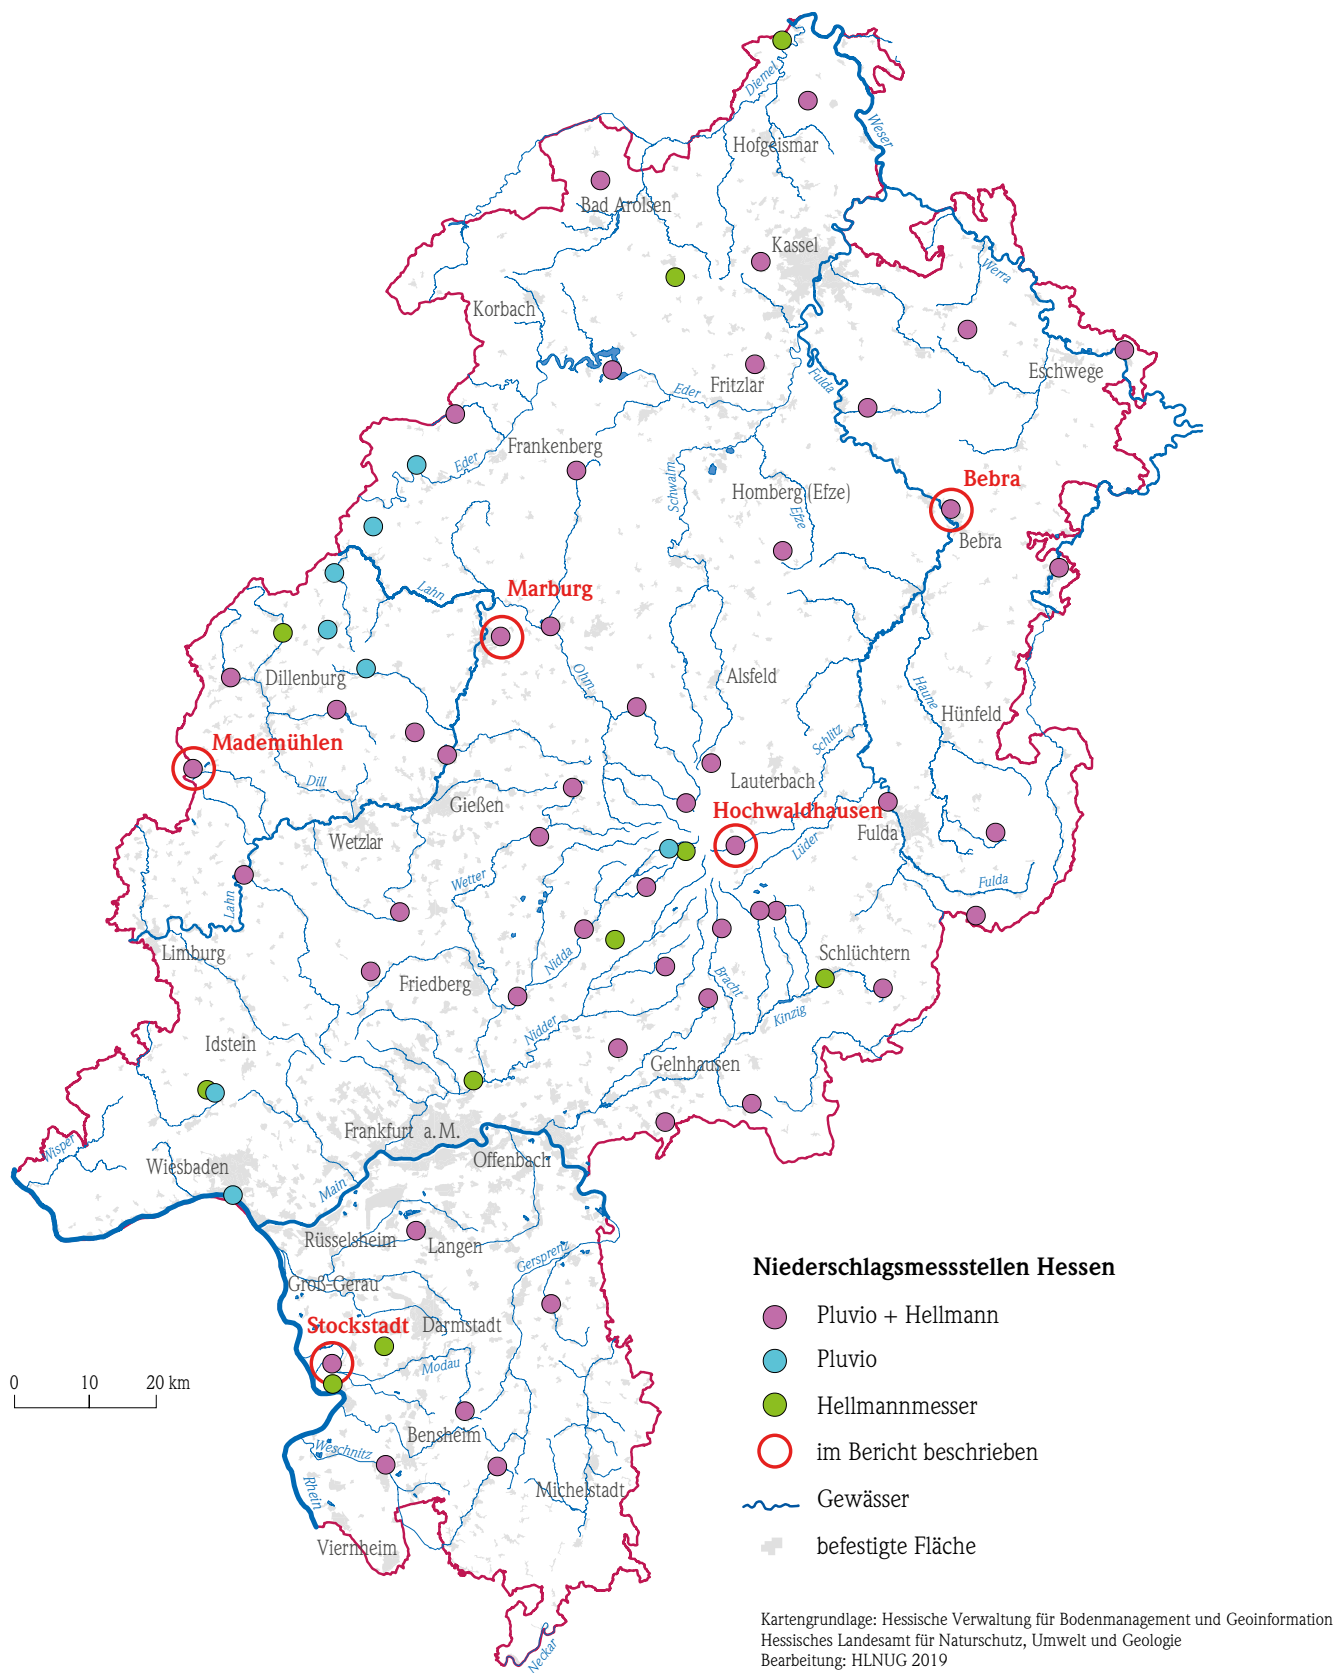 Diemel
Weser
Hofgeismar
Bad Arolsen
Kassel
Werra
Korbach
Eschwege
Fritzlar
Fulda
Eder
Frankenberg
Eder
Schwalm
Homberg (Efze)
Efze
Bebra
Bebra
Lahn
Marburg
Ohm
Alsfeld
Dillenburg
Haune
Hünfeld
Mademühlen
Schlitz
Dill
Lauterbach
Gießen
Hochwaldhausen
Fulda
Wetzlar
Lüder
Wetter
Fulda
Lahn
Limburg
Schlüchtern
Nidda
Friedberg
Bracht
Kinzig
Nidder
Idstein
Gelnhausen
Frankfurt a.M.
Wisper
Wiesbaden
Offenbach
Main
Rüsselsheim
Langen
Gersprenz
Groß-Gerau
Stockstadt
Darmstadt
Modau
Bensheim
Weschnitz
Rhein
Michelstadt
Viernheim
Neckar
0 10 20 km
Niederschlagsmessstellen Hessen
Pluvio + Hellmann
Pluvio
Hellmannmesser
im Bericht beschrieben
Gewässer
befestigte Fläche
Kartengrundlage: Hessische Verwaltung für Bodenmanagement und Geoinformation
Hessisches Landesamt für Naturschutz, Umwelt und Geologie
Bearbeitung: HLNUG 2019